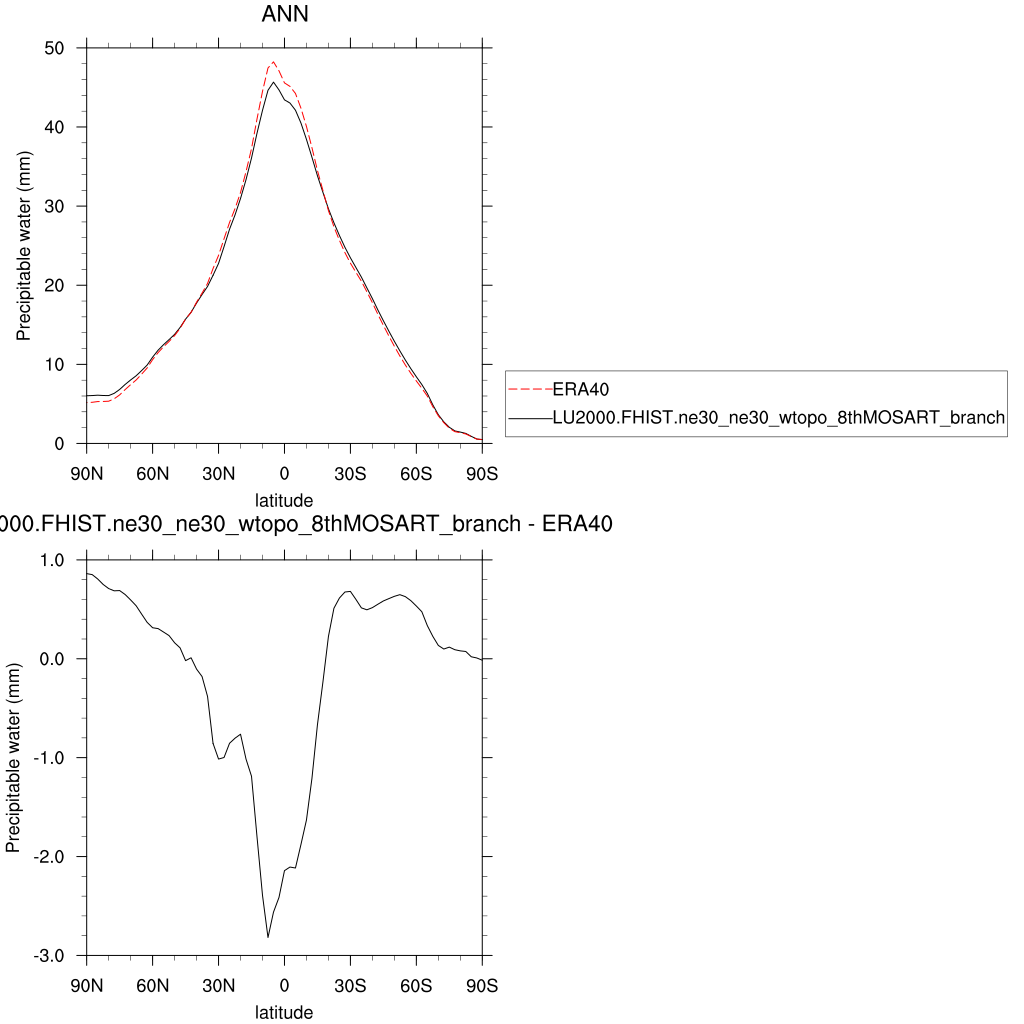 ANN
50
40
30
20
10
0
Precipitable water (mm)
90N 60N 30N 0 30S 60S 90S
latitude
ERA40
LU2000.FHIST.ne30_ne30_wtopo_8thMOSART_branch
000.FHIST.ne30_ne30_wtopo_8thMOSART_branch - ERA40
1.0
0.0
-1.0
-2.0
-3.0
Precipitable water (mm)
90N 60N 30N 0 30S 60S 90S
latitude